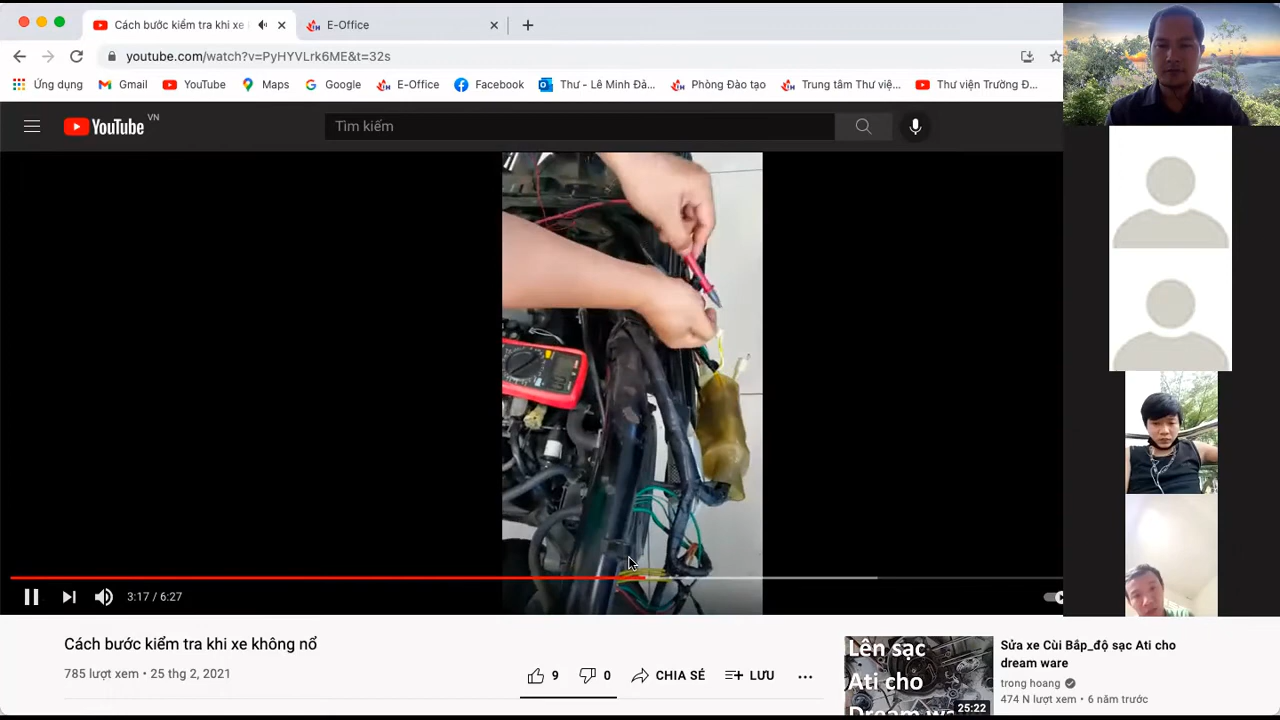 Cách bước kiểm tra khi xe
E-Office
youtube.com/watch?v=PyHYVLrk6ME&t=32s
Ứng dụng Gmail YouTube Maps Google E-Office Facebook Thư - Lê Minh Đà... Phòng Đào tạo Trung tâm Thư việ... Thư viện Trường Đ...
YouTube VN
Tìm kiếm
3:17 / 6:27
Cách bước kiểm tra khi xe không nổ
785 lượt xem • 25 thg 2, 2021
9 0 CHIA SẺ LƯU
Lên sạc
Ati cho
Dream wa
25:22
Sửa xe Cùi Bắp_độ sạc Ati cho
dream ware
trong hoang
474 N lượt xem • 6 năm trước